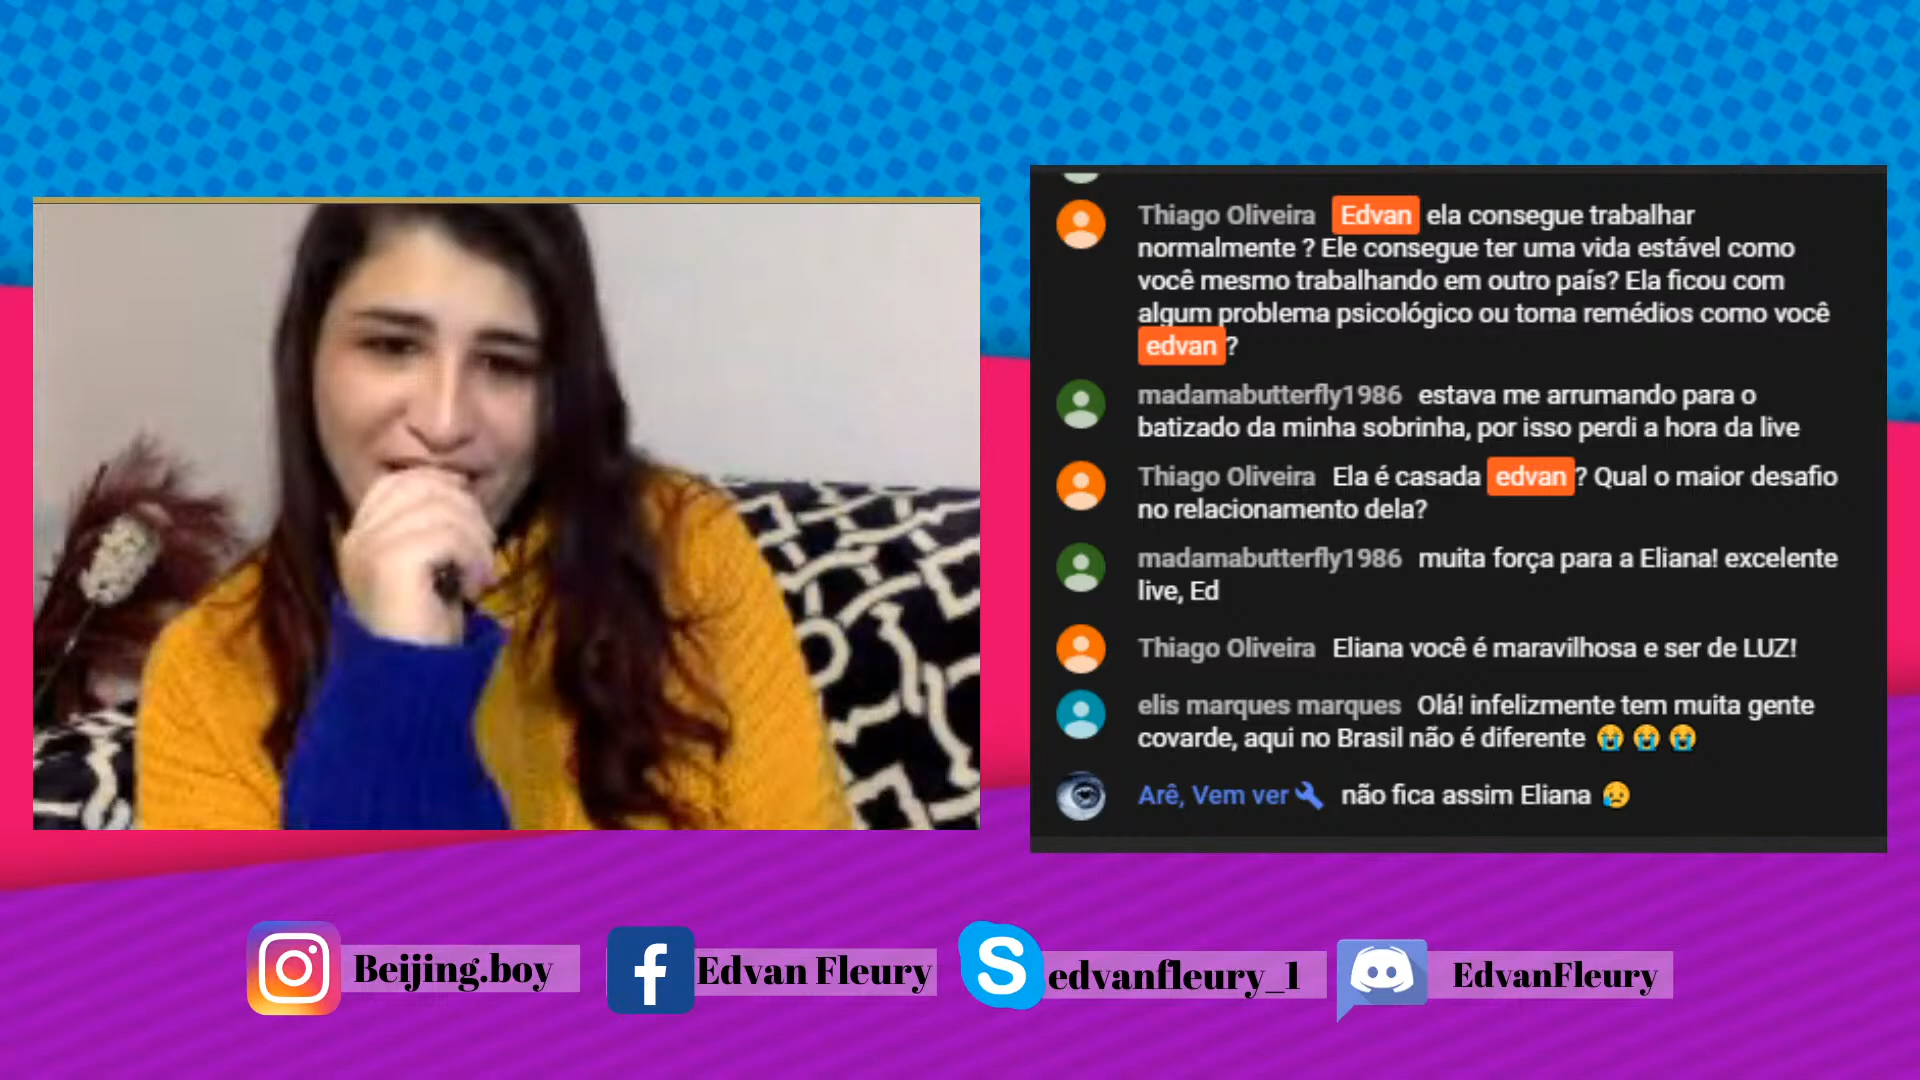 Thiago Oliveira Edvan ela consegue trabalhar
normalmente ? Ele consegue ter uma vida estável como
você mesmo trabalhando em outro país? Ela ficou com
algum problema psicológico ou toma remédios como você
edvan ?
madamabutterfly1986 estava me arrumando para o
batizado da minha sobrinha, por isso perdi a hora da live
Thiago Oliveira Ela é casada edvan ? Qual o maior desafio
no relacionamento dela?
madamabutterfly1986 muita força para a Eliana! excelente
live, Ed
Thiago Oliveira Eliana você é maravilhosa e ser de LUZ!
elis marques marques Olá! infelizmente tem muita gente
covarde, aqui no Brasil não é diferente 😭 😭 😭
Arê, Vem ver não fica assim Eliana 😥
Beijing.boy
Edvan Fleury
edvanfleury_1
EdvanFleury